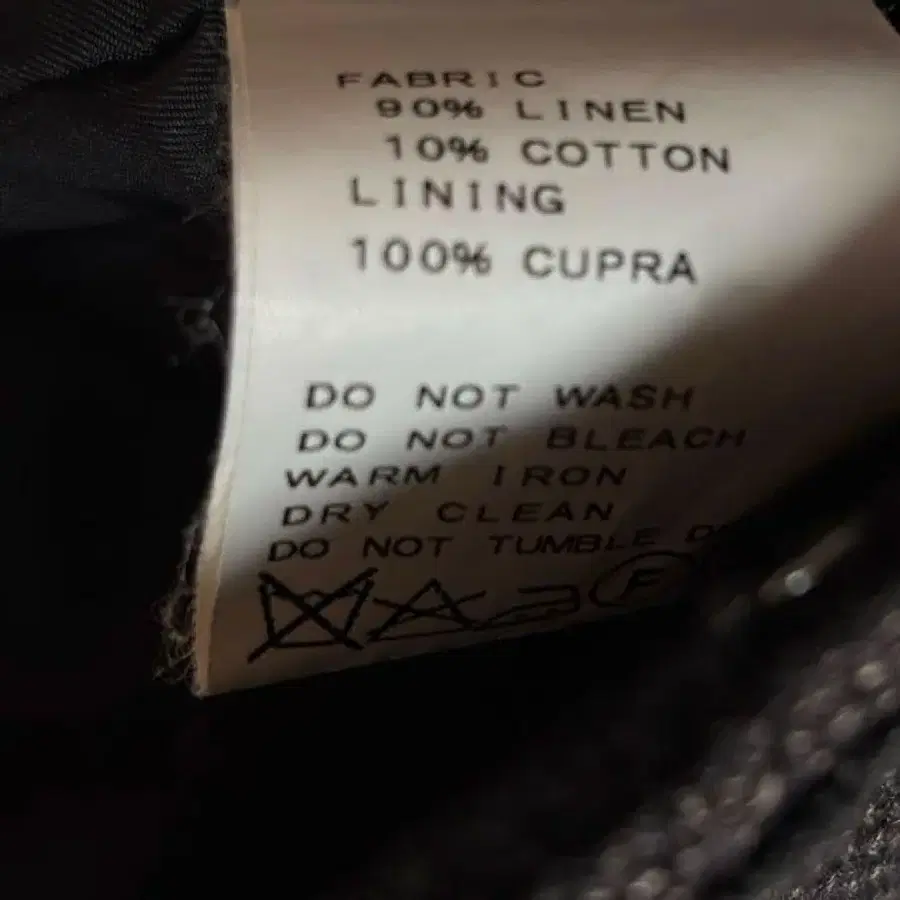 FABRIC
90% LINEN
10% COTTON
LINING
100% CUPRA
DO NOT WASH
DO NOT BLEACH
WARM IRON
DRY CLEAN
DO NOT TUMBLE
F